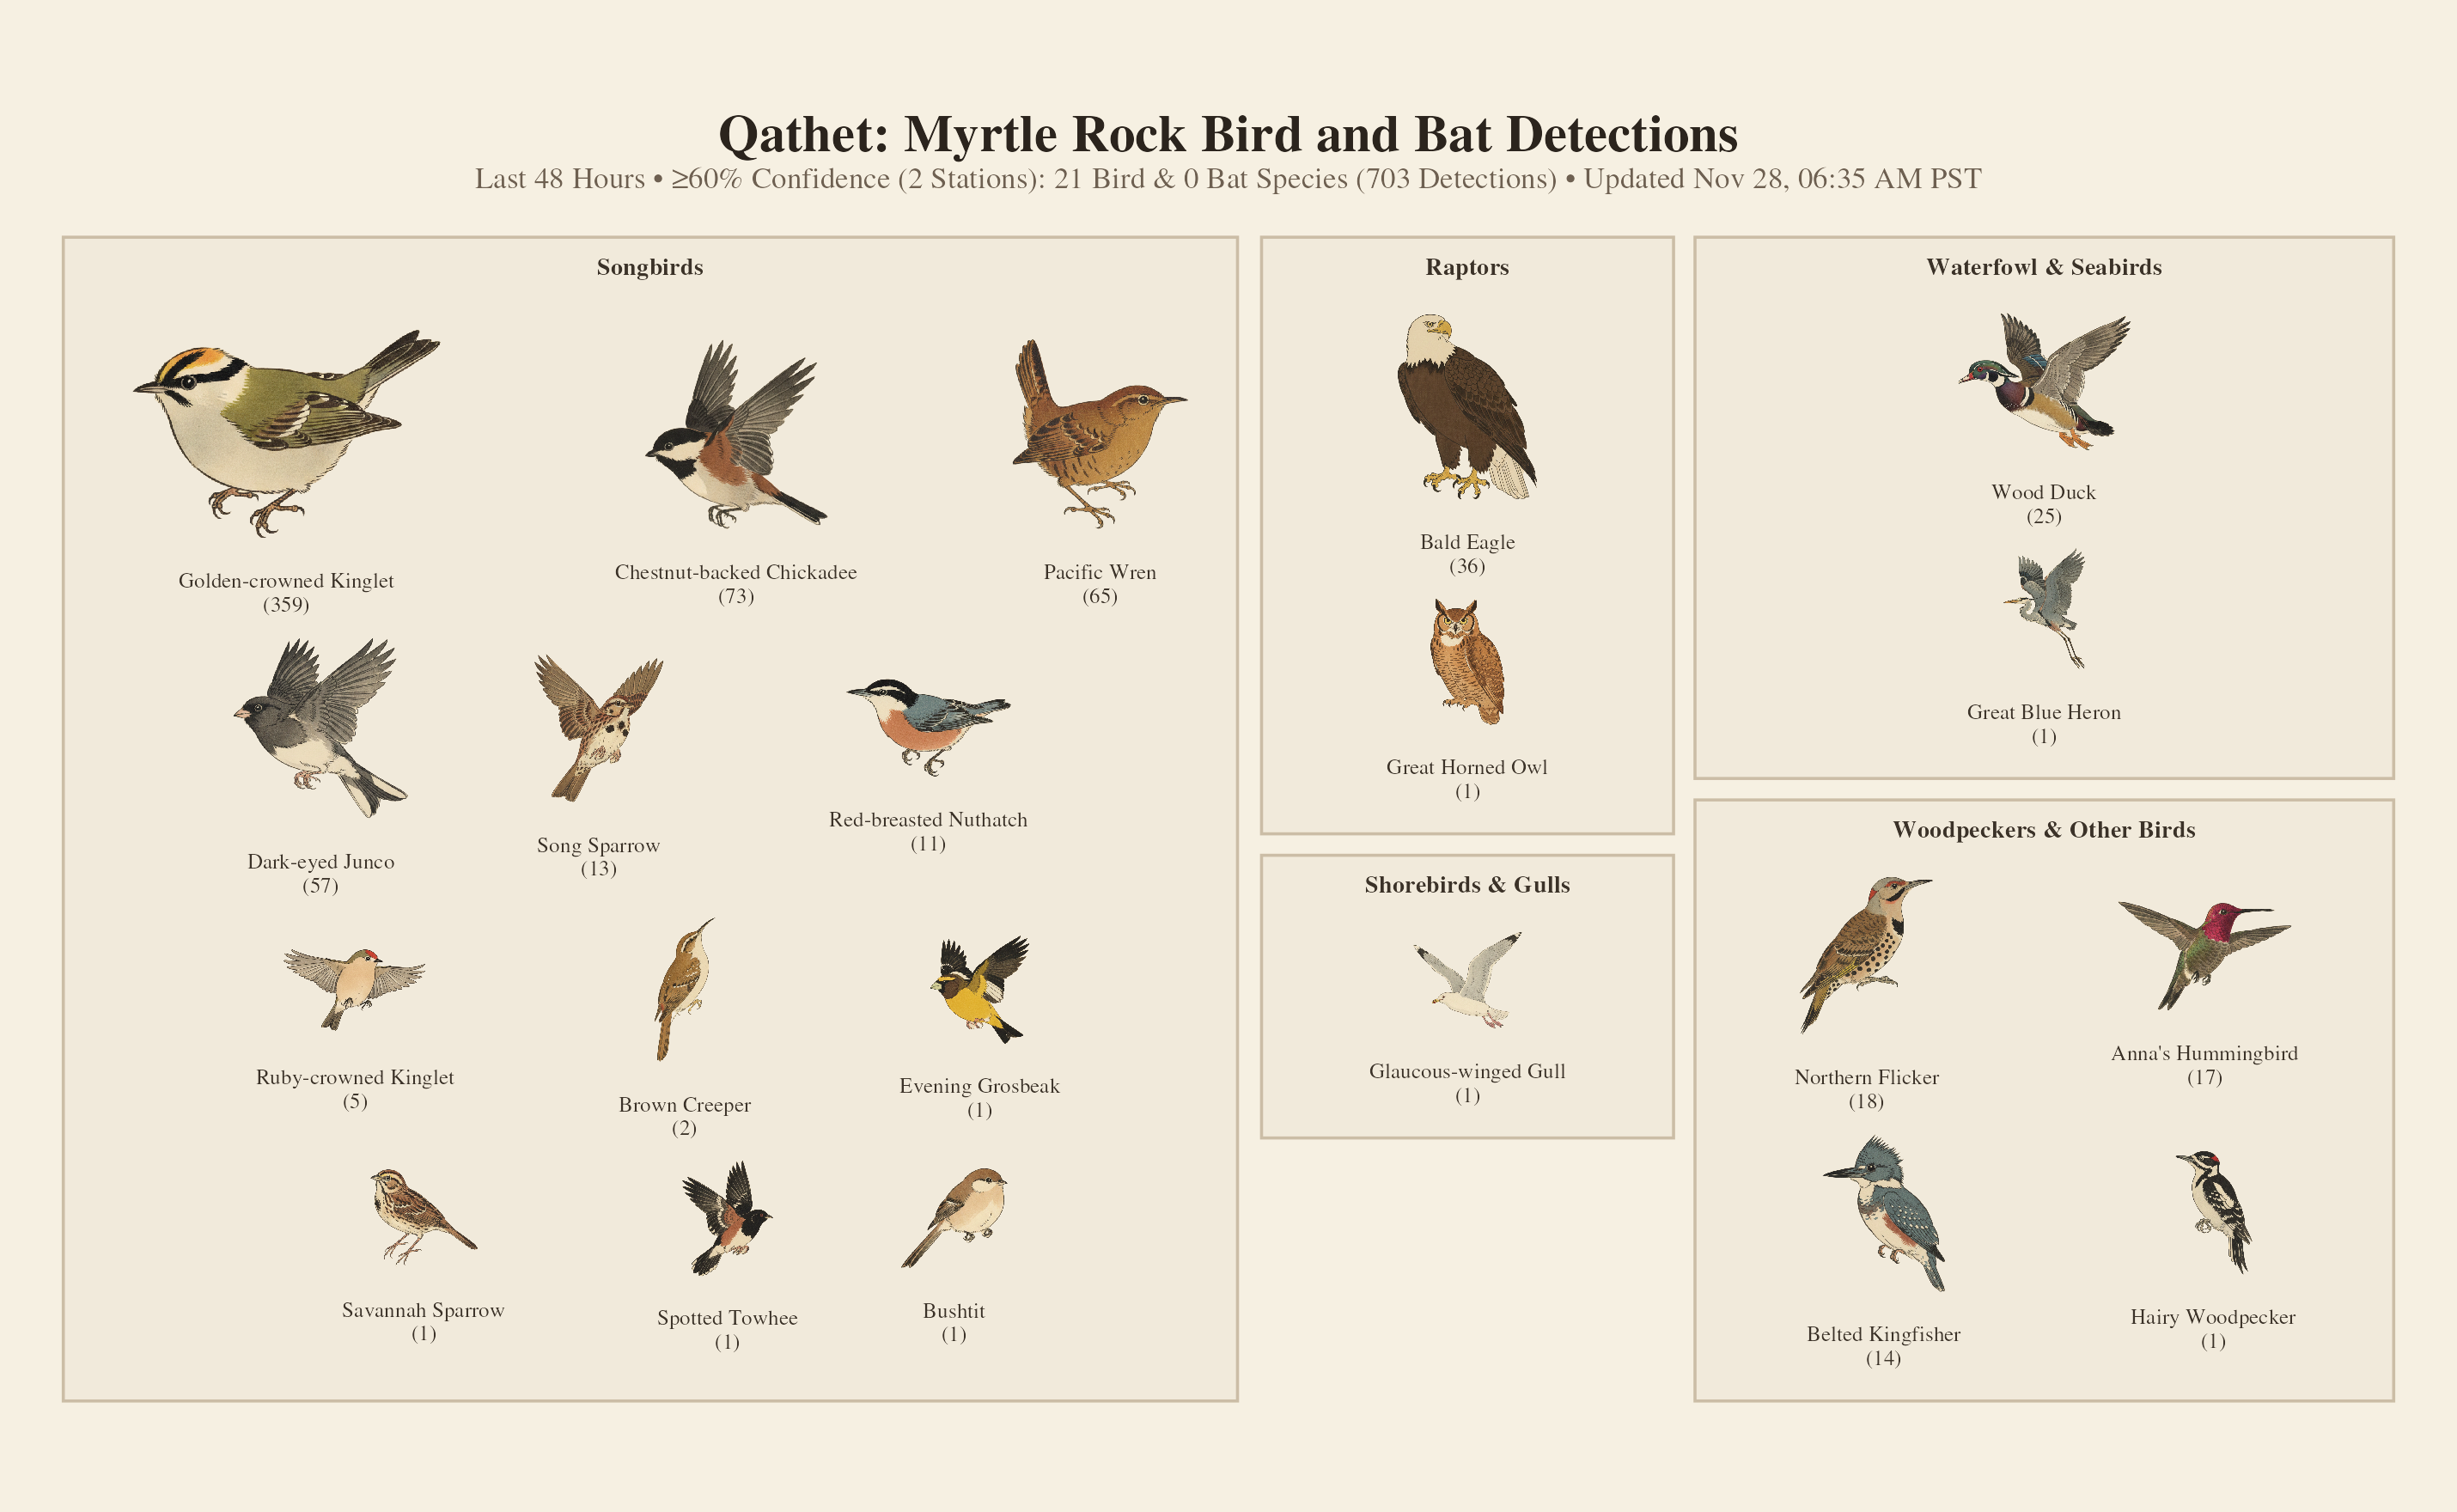 Qathet: Myrtle Rock Bird and Bat Detections
Last 48 Hours • ≥60% Confidence (2 Stations): 21 Bird & 0 Bat Species (703 Detections) • Updated Nov 28, 06:35 AM PST
Songbirds
Golden-crowned Kinglet
(359)
Chestnut-backed Chickadee
(73)
Pacific Wren
(65)
Dark-eyed Junco
(57)
Song Sparrow
(13)
Red-breasted Nuthatch
(11)
Ruby-crowned Kinglet
(5)
Brown Creeper
(2)
Evening Grosbeak
(1)
Savannah Sparrow
(1)
Spotted Towhee
(1)
Bushtit
(1)
Raptors
Bald Eagle
(36)
Great Horned Owl
(1)
Shorebirds & Gulls
Glaucous-winged Gull
(1)
Waterfowl & Seabirds
Wood Duck
(25)
Great Blue Heron
(1)
Woodpeckers & Other Birds
Northern Flicker
(18)
Anna's Hummingbird
(17)
Belted Kingfisher
(14)
Hairy Woodpecker
(1)